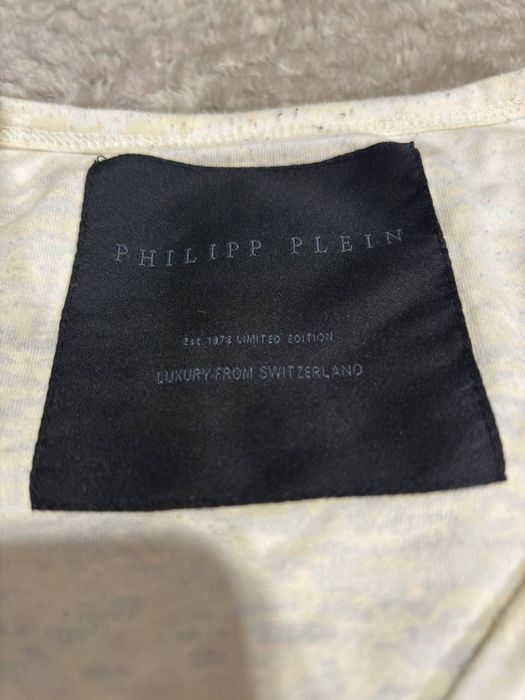 PHILIPP PLEIN
Est. 1978 LIMITED EDITION
LUXURY FROM SWITZERLAND